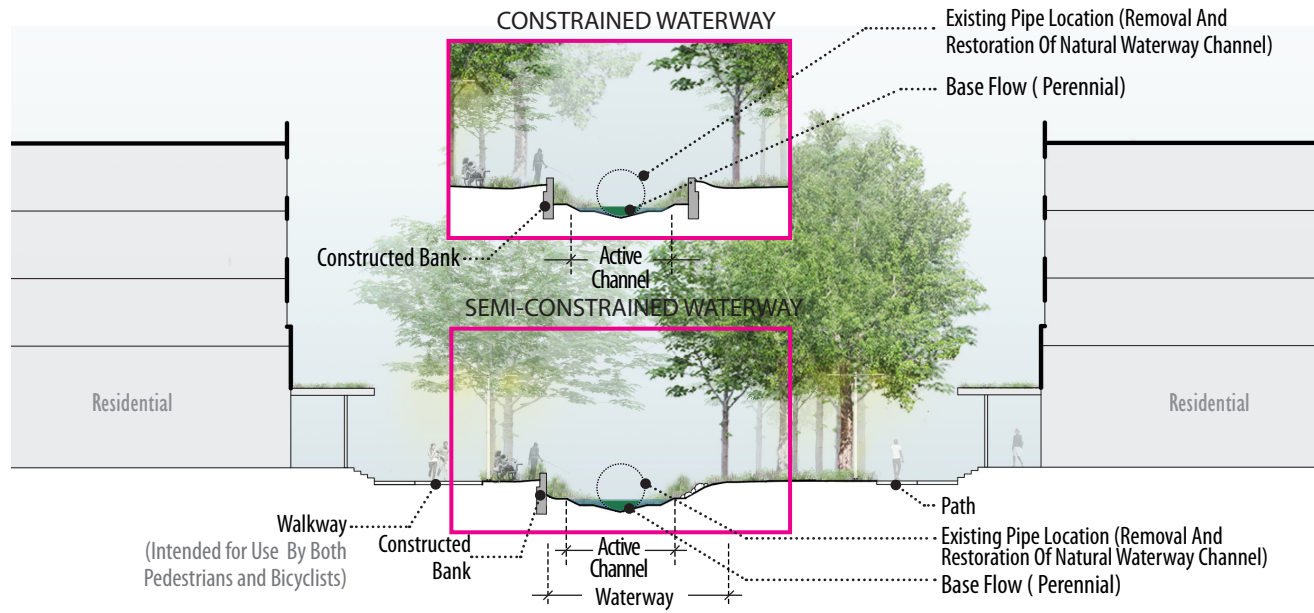 CONSTRAINED WATERWAY
Existing Pipe Location (Removal And
Restoration Of Natural Waterway Channel)
Base Flow ( Perennial)
Constructed Bank
Active
Channel
SEMI-CONSTRAINED WATERWAY
Residential
Residential
Walkway
(Intended for Use By Both
Pedestrians and Bicyclists)
Constructed
Bank
Active
Channel
Waterway
Path
Existing Pipe Location (Removal And
Restoration Of Natural Waterway Channel)
Base Flow ( Perennial)